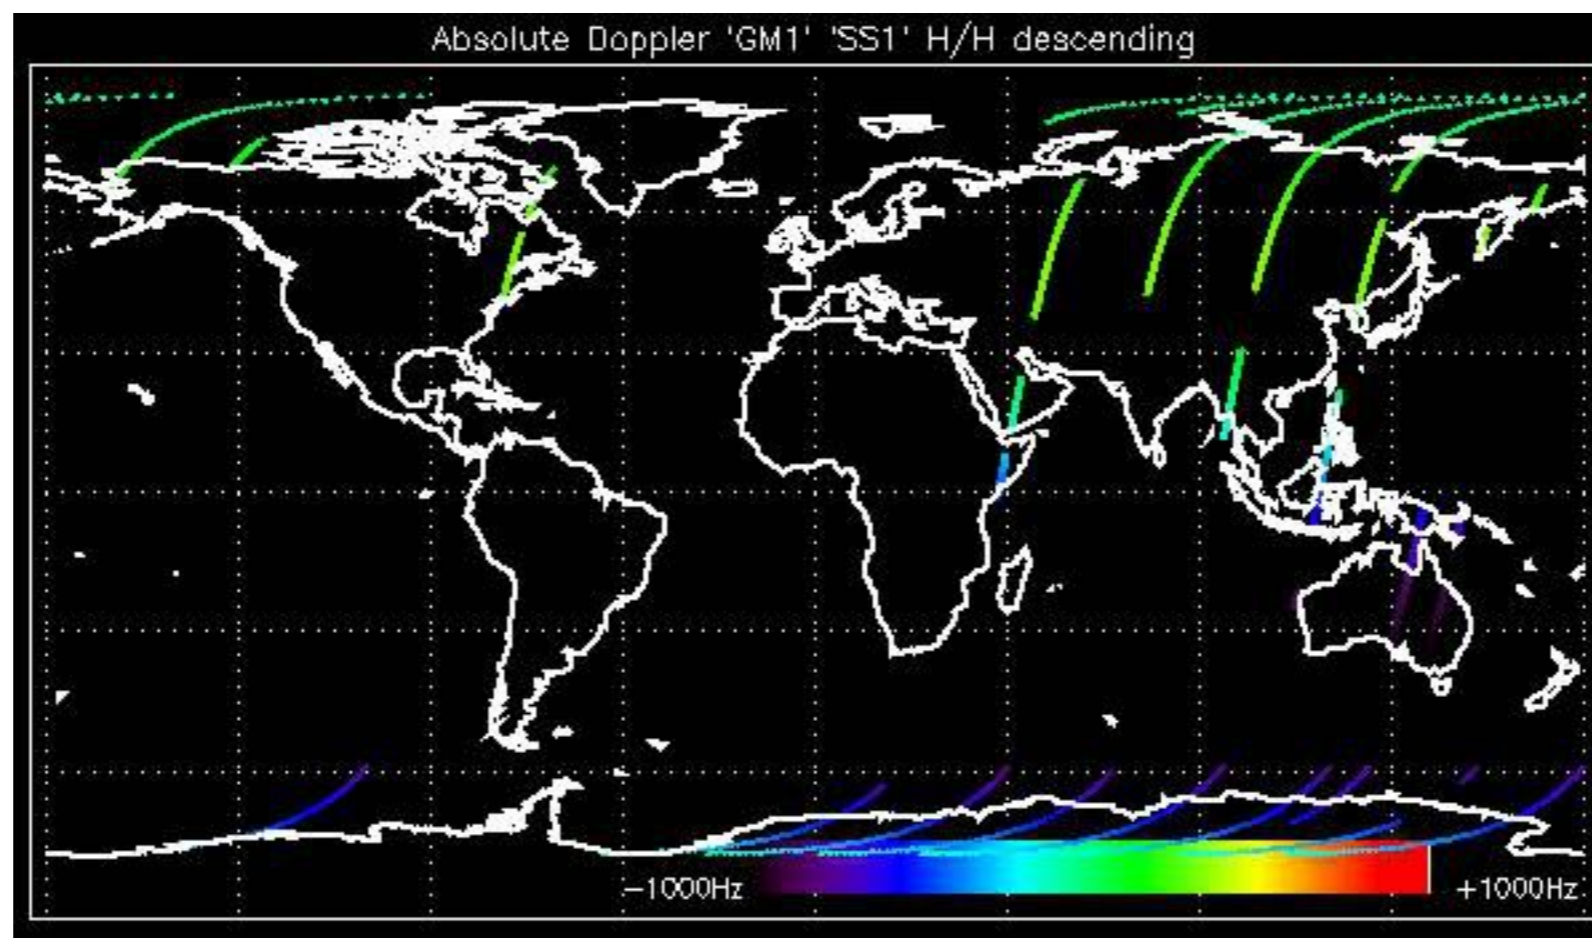 Absolute Doppler 'GM1' 'SS1' H/H descending
−1000Hz
+1000Hz